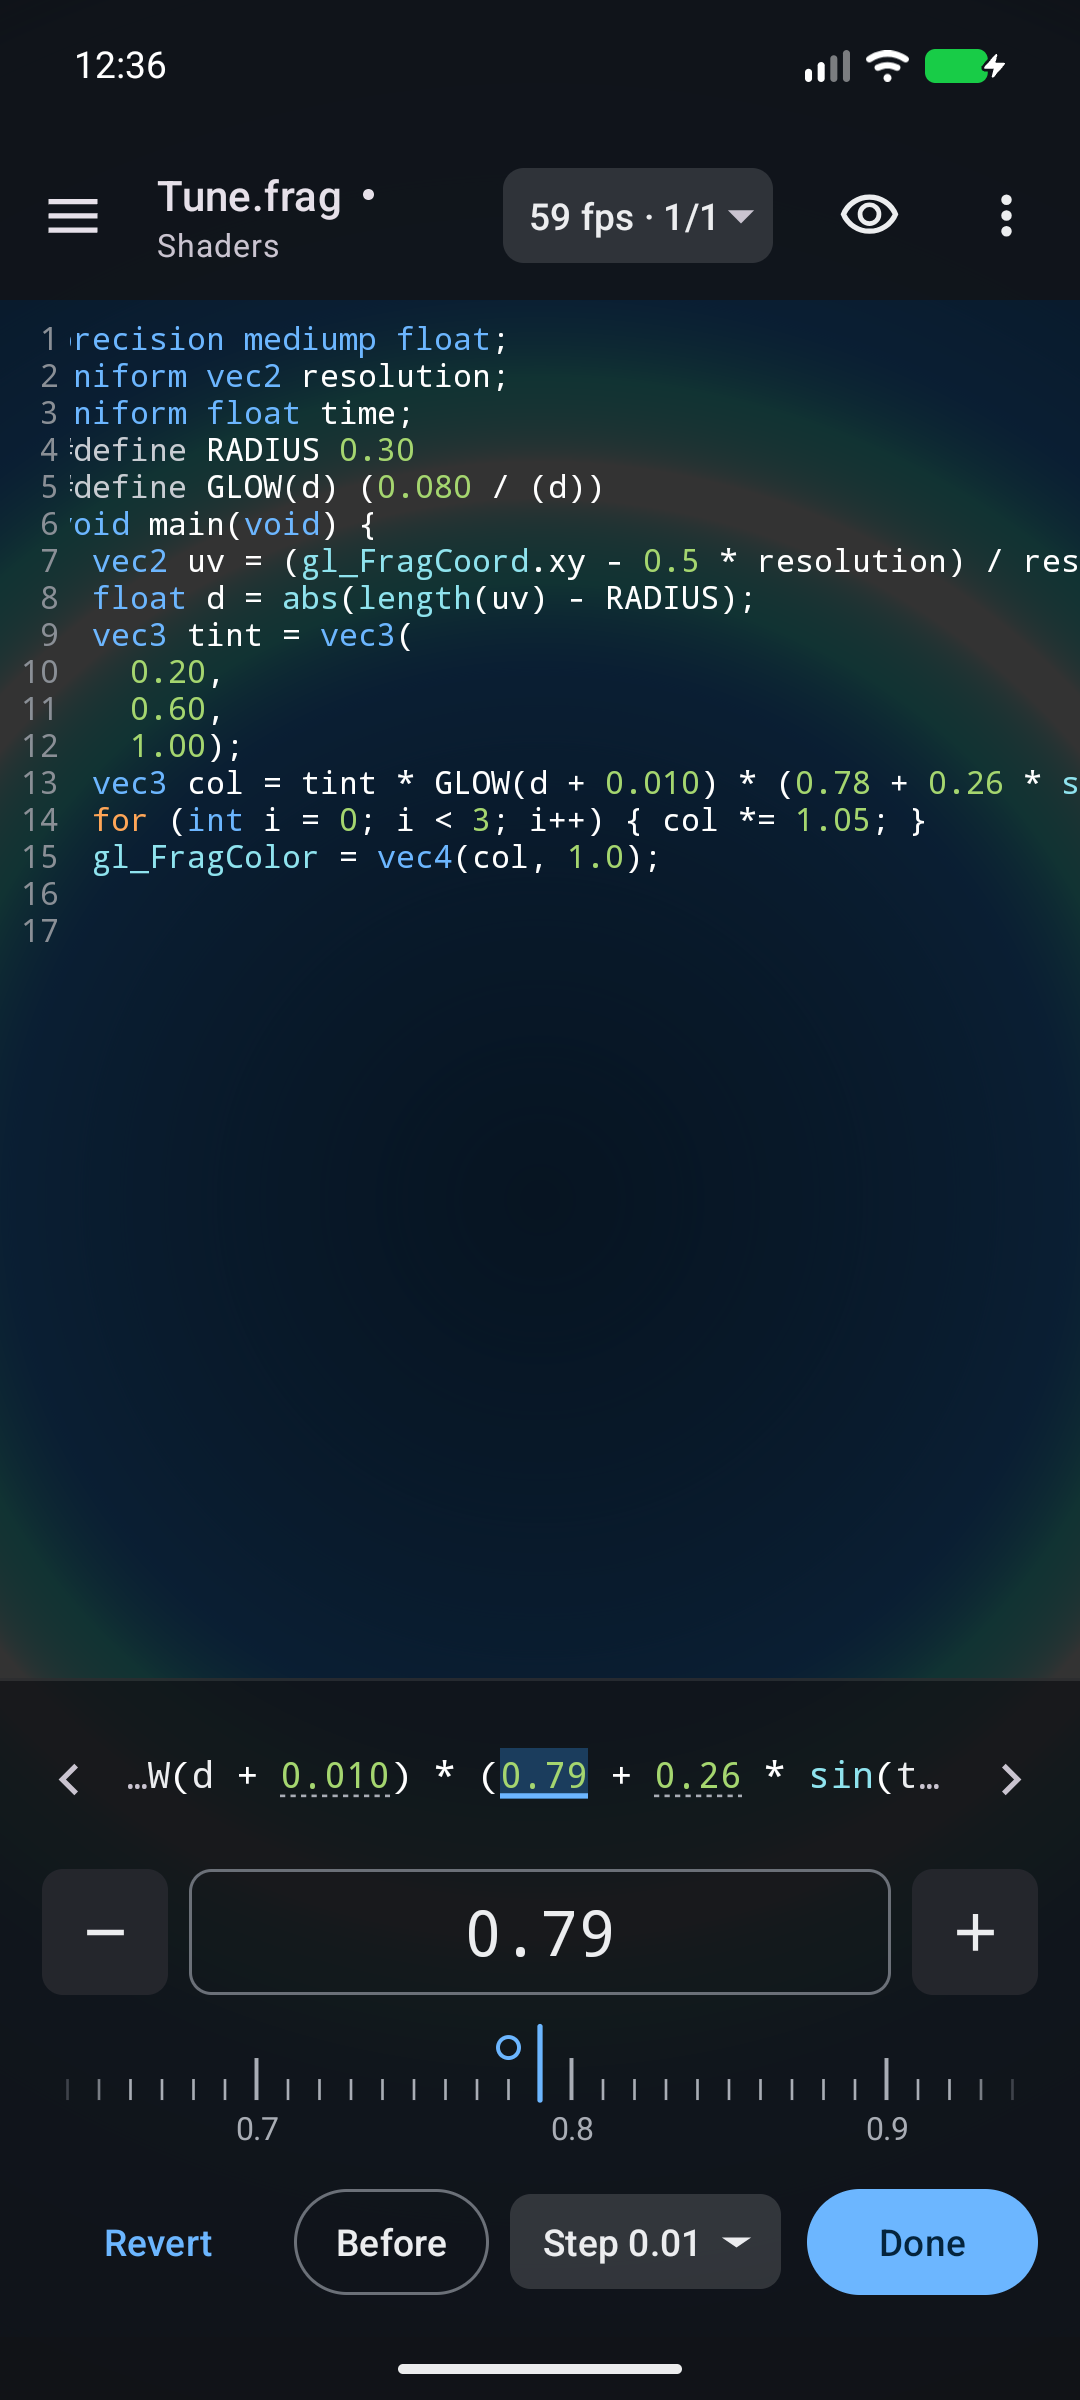 12:36
Tune.frag •
Shaders
59 fps · 1/1
1 recision mediump float;
2 niform vec2 resolution;
3 niform float time;
4 define RADIUS 0.30
5 define GLOW(d) (0.080 / (d))
6 void main(void) {
7 vec2 uv = (gl_FragCoord.xy - 0.5 * resolution) / res
8 float d = abs(length(uv) - RADIUS);
9 vec3 tint = vec3(
10 0.20,
11 0.60,
12 1.00);
13 vec3 col = tint * GLOW(d + 0.010) * (0.78 + 0.26 * s
14 for (int i = 0; i < 3; i++) { col *= 1.05; }
15 gl_FragColor = vec4(col, 1.0);
16
17
…W(d + 0.010) * (0.79 + 0.26 * sin(t…
− 0.79 +
0.7 0.8 0.9
Revert Before Step 0.01 Done